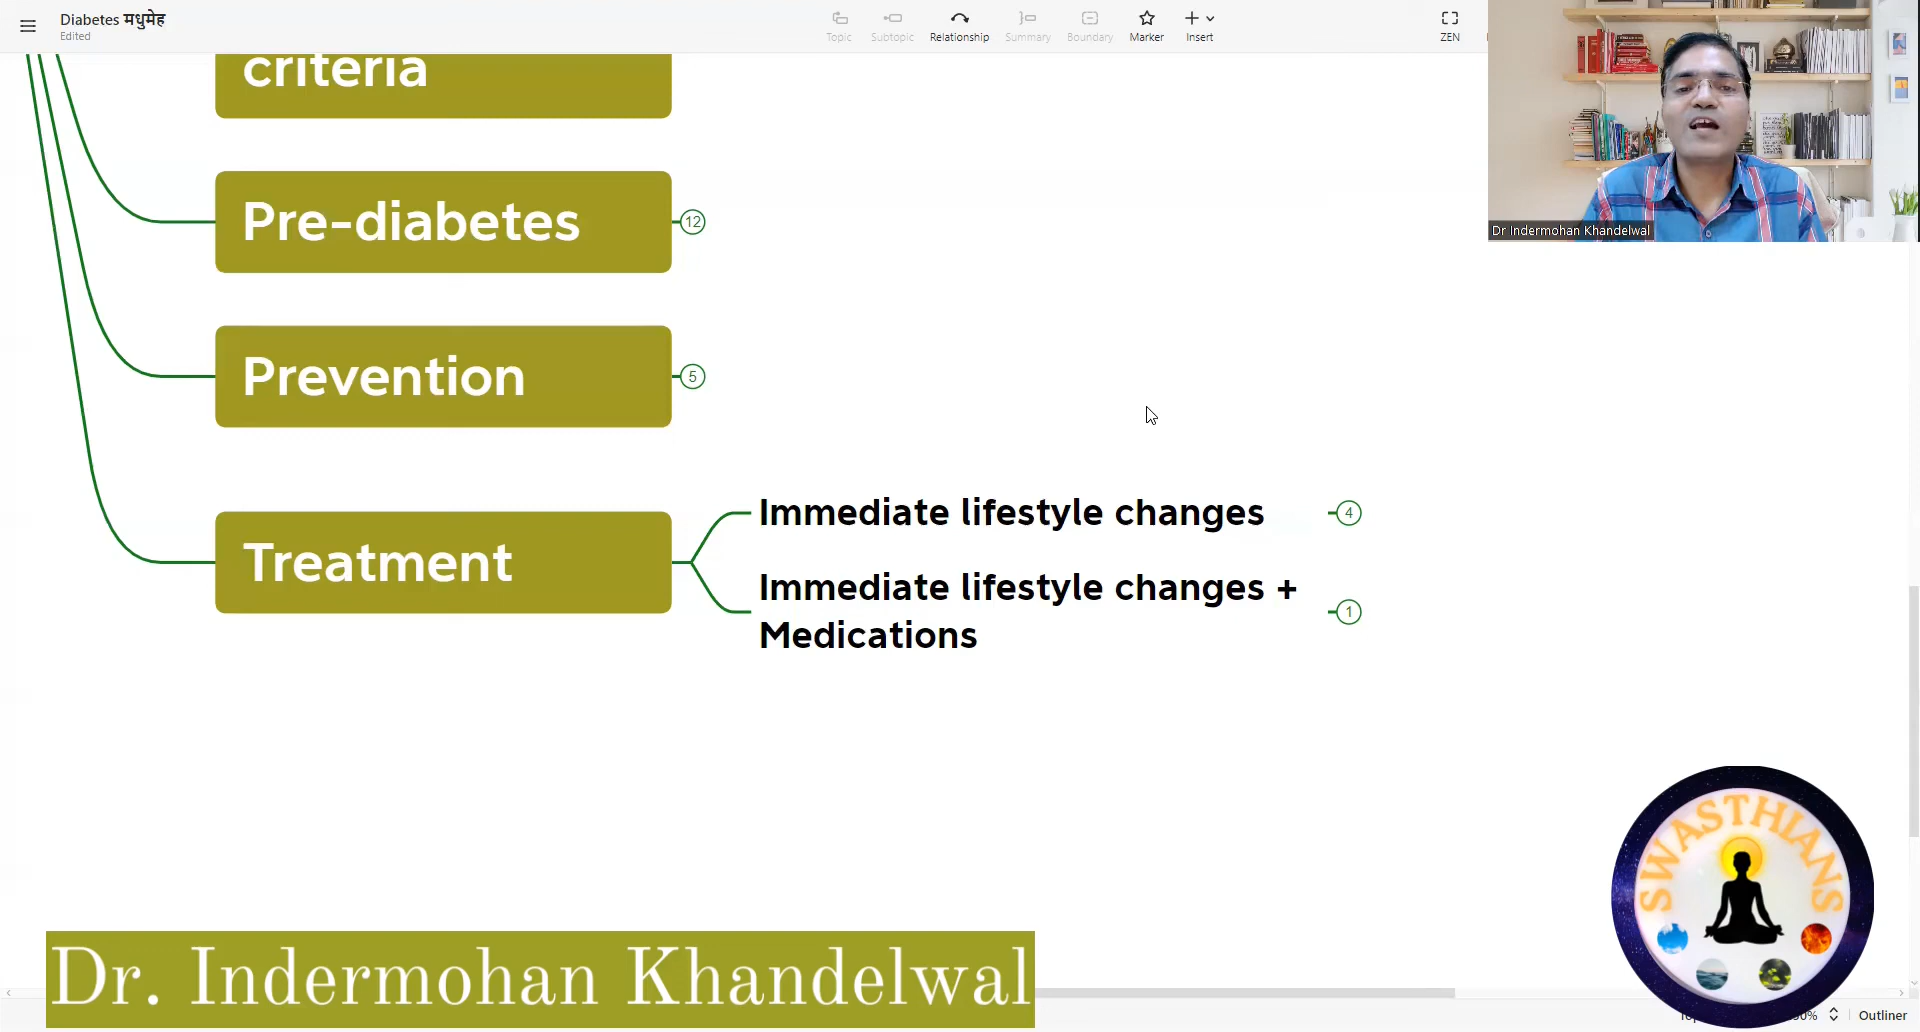 Diabetes मधुमेह
Edited
Topic
Subtopic
Relationship
Summary
Boundary
Marker
Insert
ZEN
Dr Indermohan Khandelwal
criteria
Pre-diabetes
12
Prevention
5
Treatment
Immediate lifestyle changes
4
Immediate lifestyle changes +
Medications
1
SWASTHIANS
Dr. Indermohan Khandelwal
Outliner